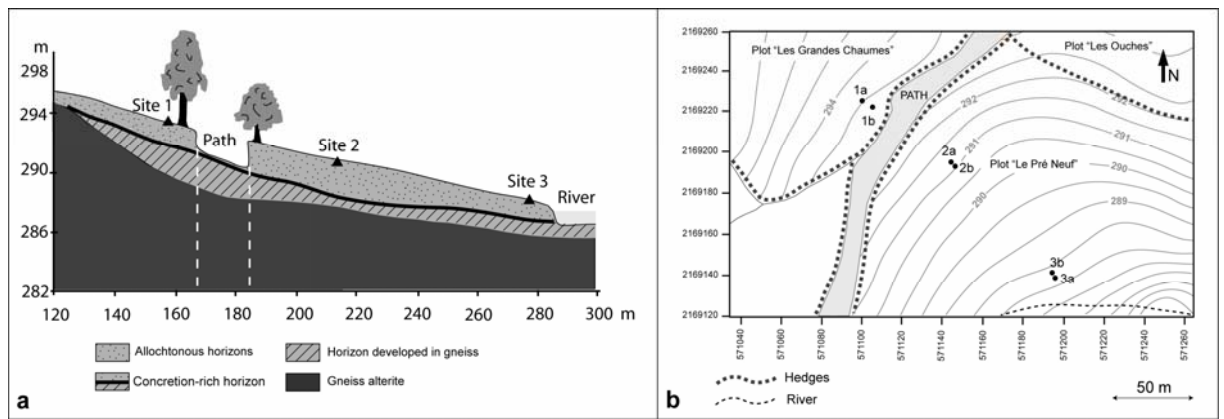 m
298
294
290
286
282
Site 1
Path
Site 2
Site 3
River
120 140 160 180 200 220 240 260 280 300 m
Allochtonous horizons
Horizon developed in gneiss
Concretion-rich horizon
Gneiss alterite
a
2169260
2169240
2169220
2169200
2169180
2169160
2169140
2169120
Plot "Les Grandes Chaumes"
Plot "Les Ouches"
N
294
1a
1b
PATH
292
292
291
291
2a
2b
Plot "Le Pré Neuf"
290
290
289
3b
3a
571040 571060 571080 571100 571120 571140 571160 571180 571200 571220 571240 571260
Hedges
River
50 m
b